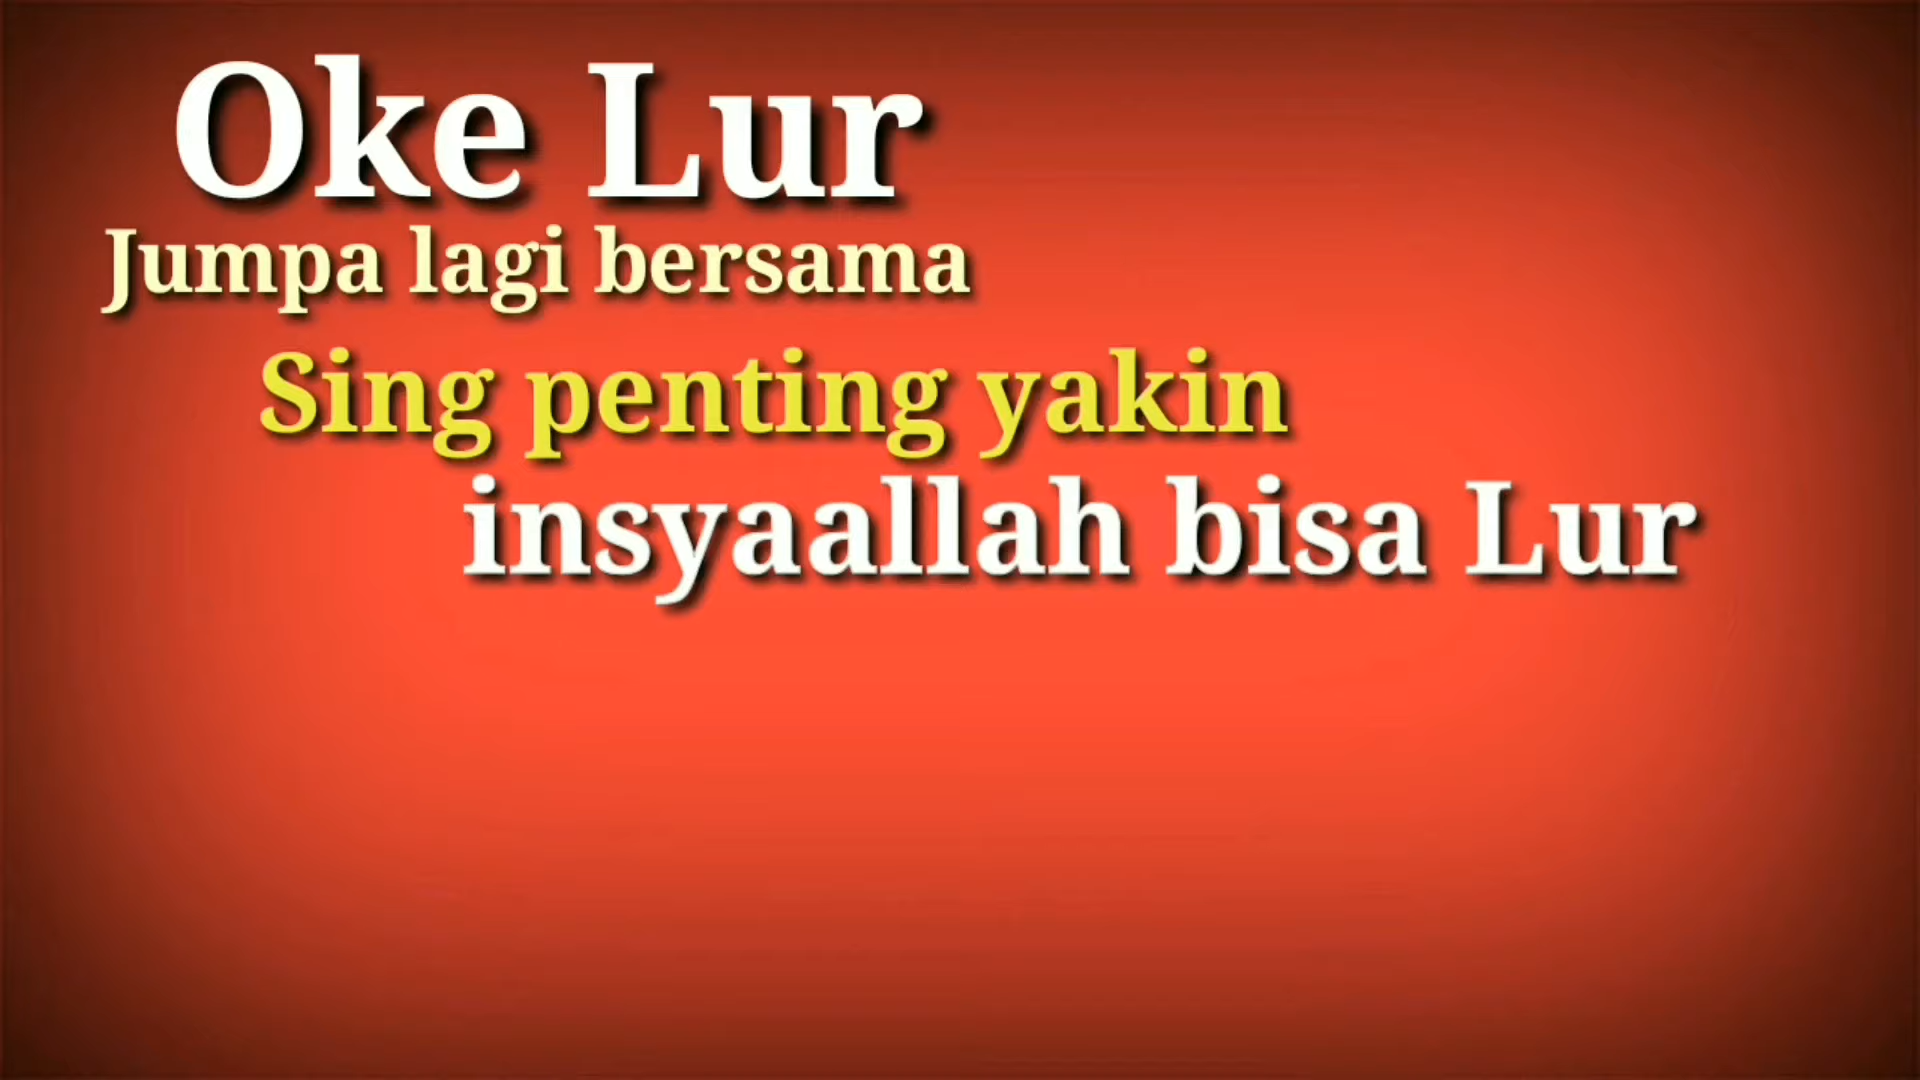 Oke Lur
Jumpa lagi bersama
Sing penting yakin
insyaallah bisa Lur